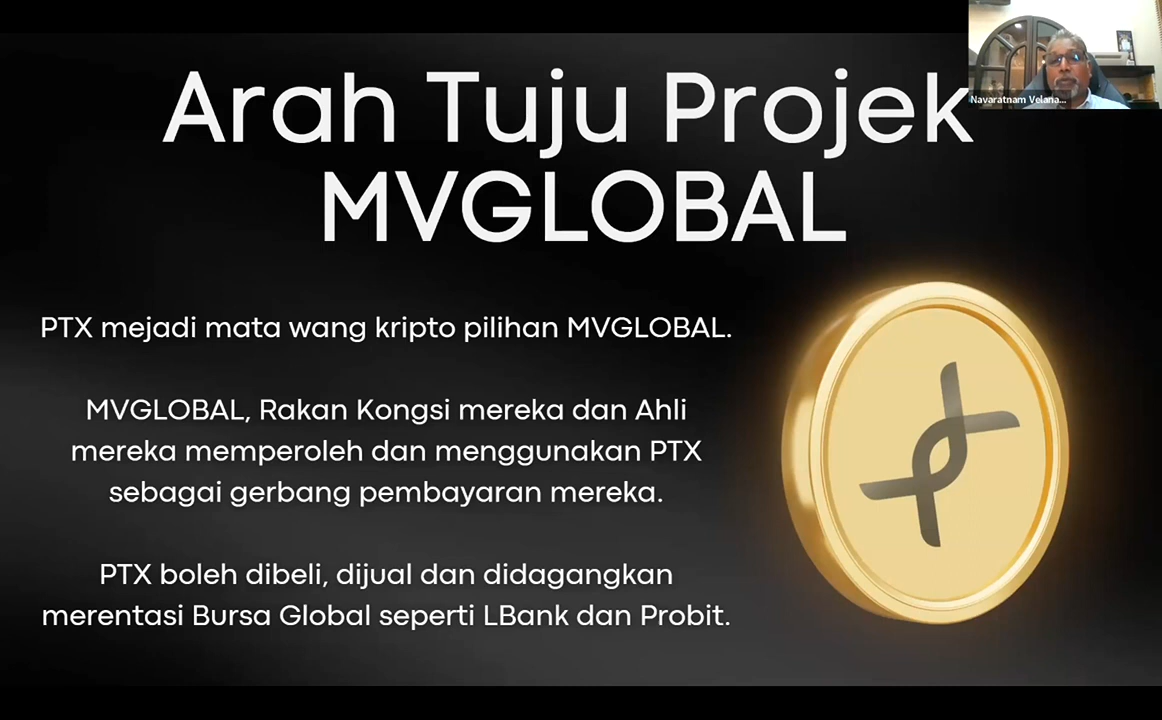 Arah Tuju Projek
MVGLOBAL
Navaratnam Velana...
PTX mejadi mata wang kripto pilihan MVGLOBAL.
MVGLOBAL, Rakan Kongsi mereka dan Ahli
mereka memperoleh dan menggunakan PTX
sebagai gerbang pembayaran mereka.
PTX boleh dibeli, dijual dan didagangkan
merentasi Bursa Global seperti LBank dan Probit.